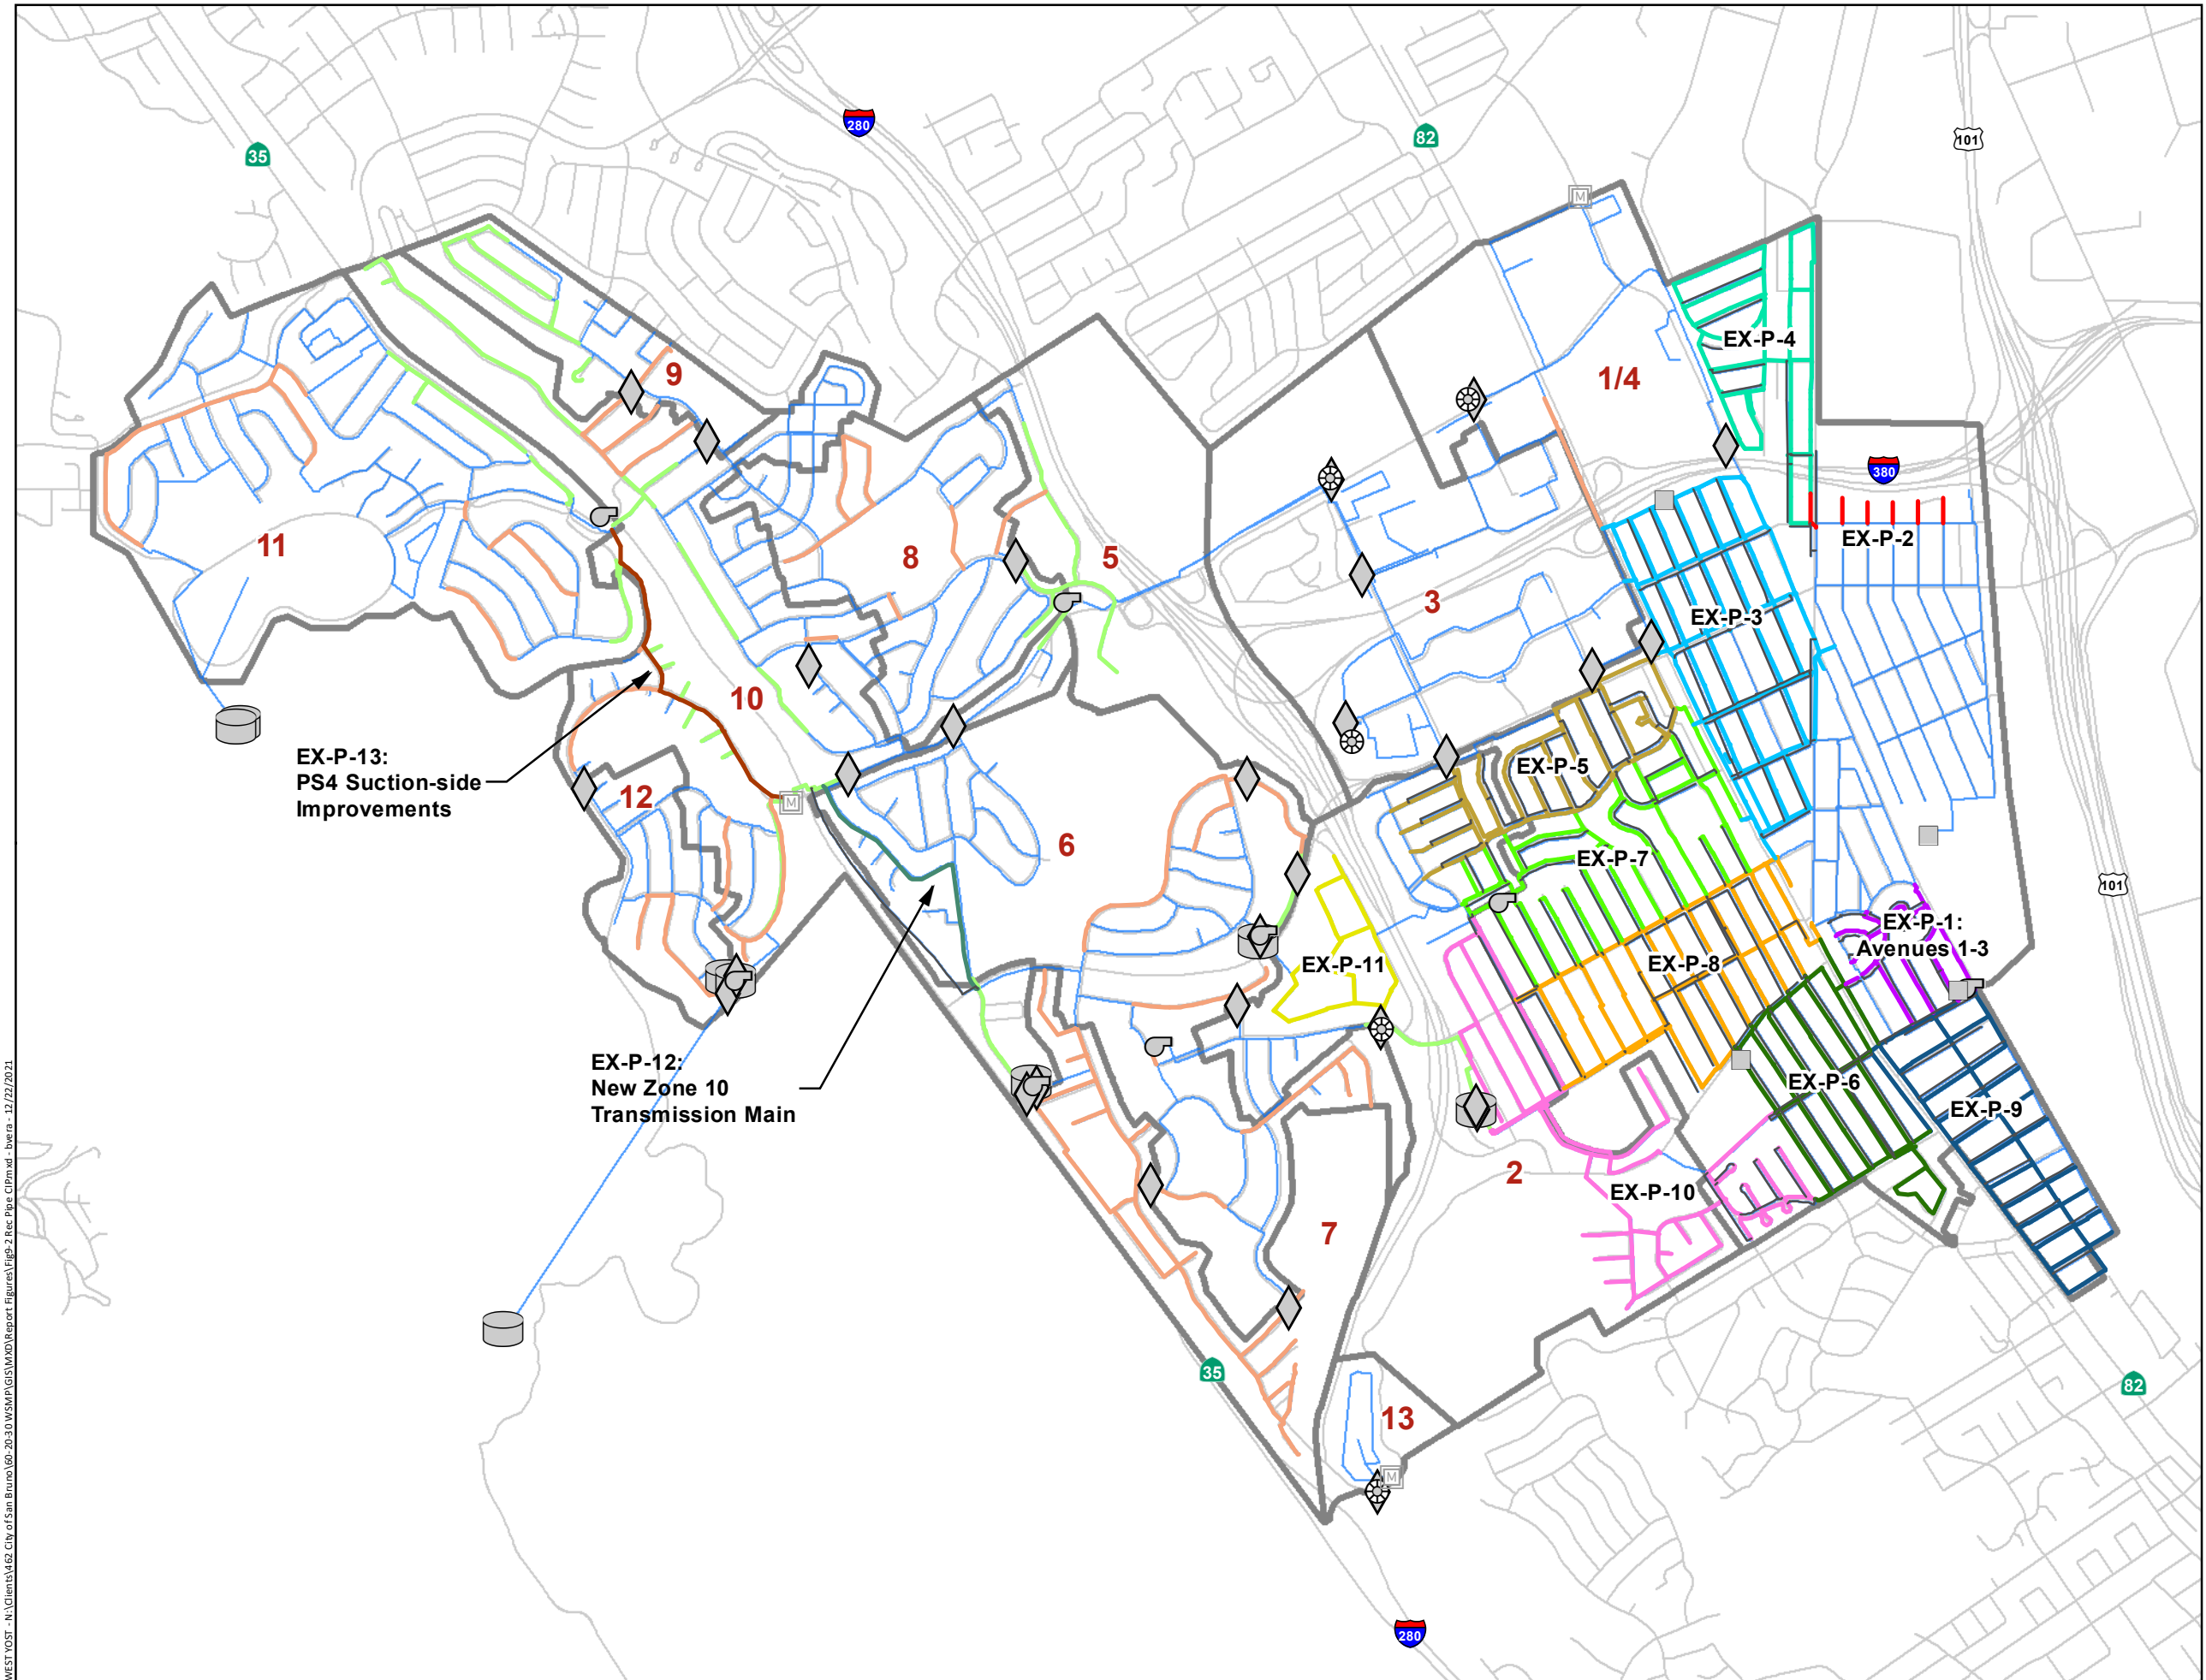 280
82
101
35
EX-P-4
9
1/4
380
EX-P-2
11
8
5
3
EX-P-3
10
EX-P-13:
PS4 Suction-side
Improvements
EX-P-5
12
M
6
EX-P-7
EX-P-11
EX-P-8
EX-P-1:
Avenues 1-3
101
EX-P-12:
New Zone 10
Transmission Main
EX-P-6
EX-P-9
2
EX-P-10
7
35
82
13
M
280
M
WEST YOST - N:\Clients\462 City of San Bruno\60-20-30 WSMP\GIS\MXD\Report Figures\Fig9-2 Rec Pipe CIP.mxd - bvera - 12/22/2021